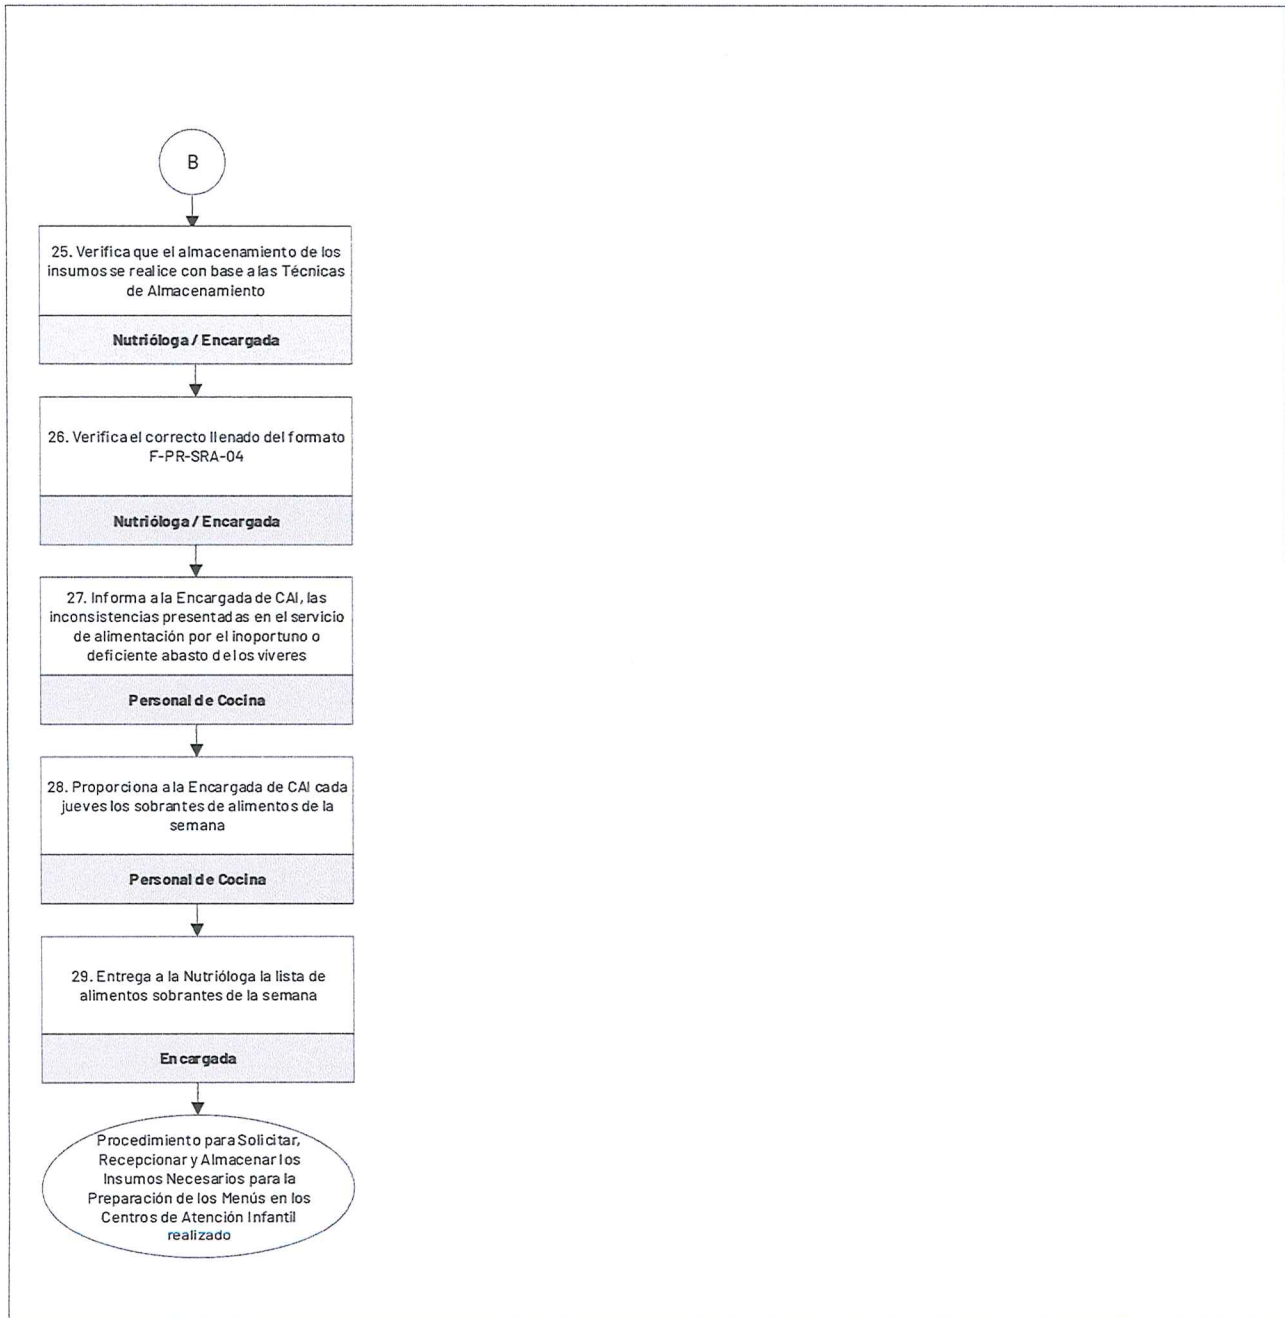 B
25. Verifica que el almacenamiento de los
insumos se realice con base a las Técnicas
de Almacenamiento
Nutrióloga / Encargada
26. Verifica el correcto llenado del formato
F-PR-SRA-04
Nutrióloga / Encargada
27. Informa a la Encargada de CAI, las
inconsistencias presentadas en el servicio
de alimentación por el inoportuno o
deficiente abasto de los viveres
Personal de Cocina
28. Proporciona a la Encargada de CAI cada
jueves los sobrantes de alimentos de la
semana
Personal de Cocina
29. Entrega a la Nutrióloga la lista de
alimentos sobrantes de la semana
Encargada
Procedimiento para Solicitar,
Recepcionar y Almacenar los
Insumos Necesarios para la
Preparación de los Menús en los
Centros de Atención Infantil
realizado